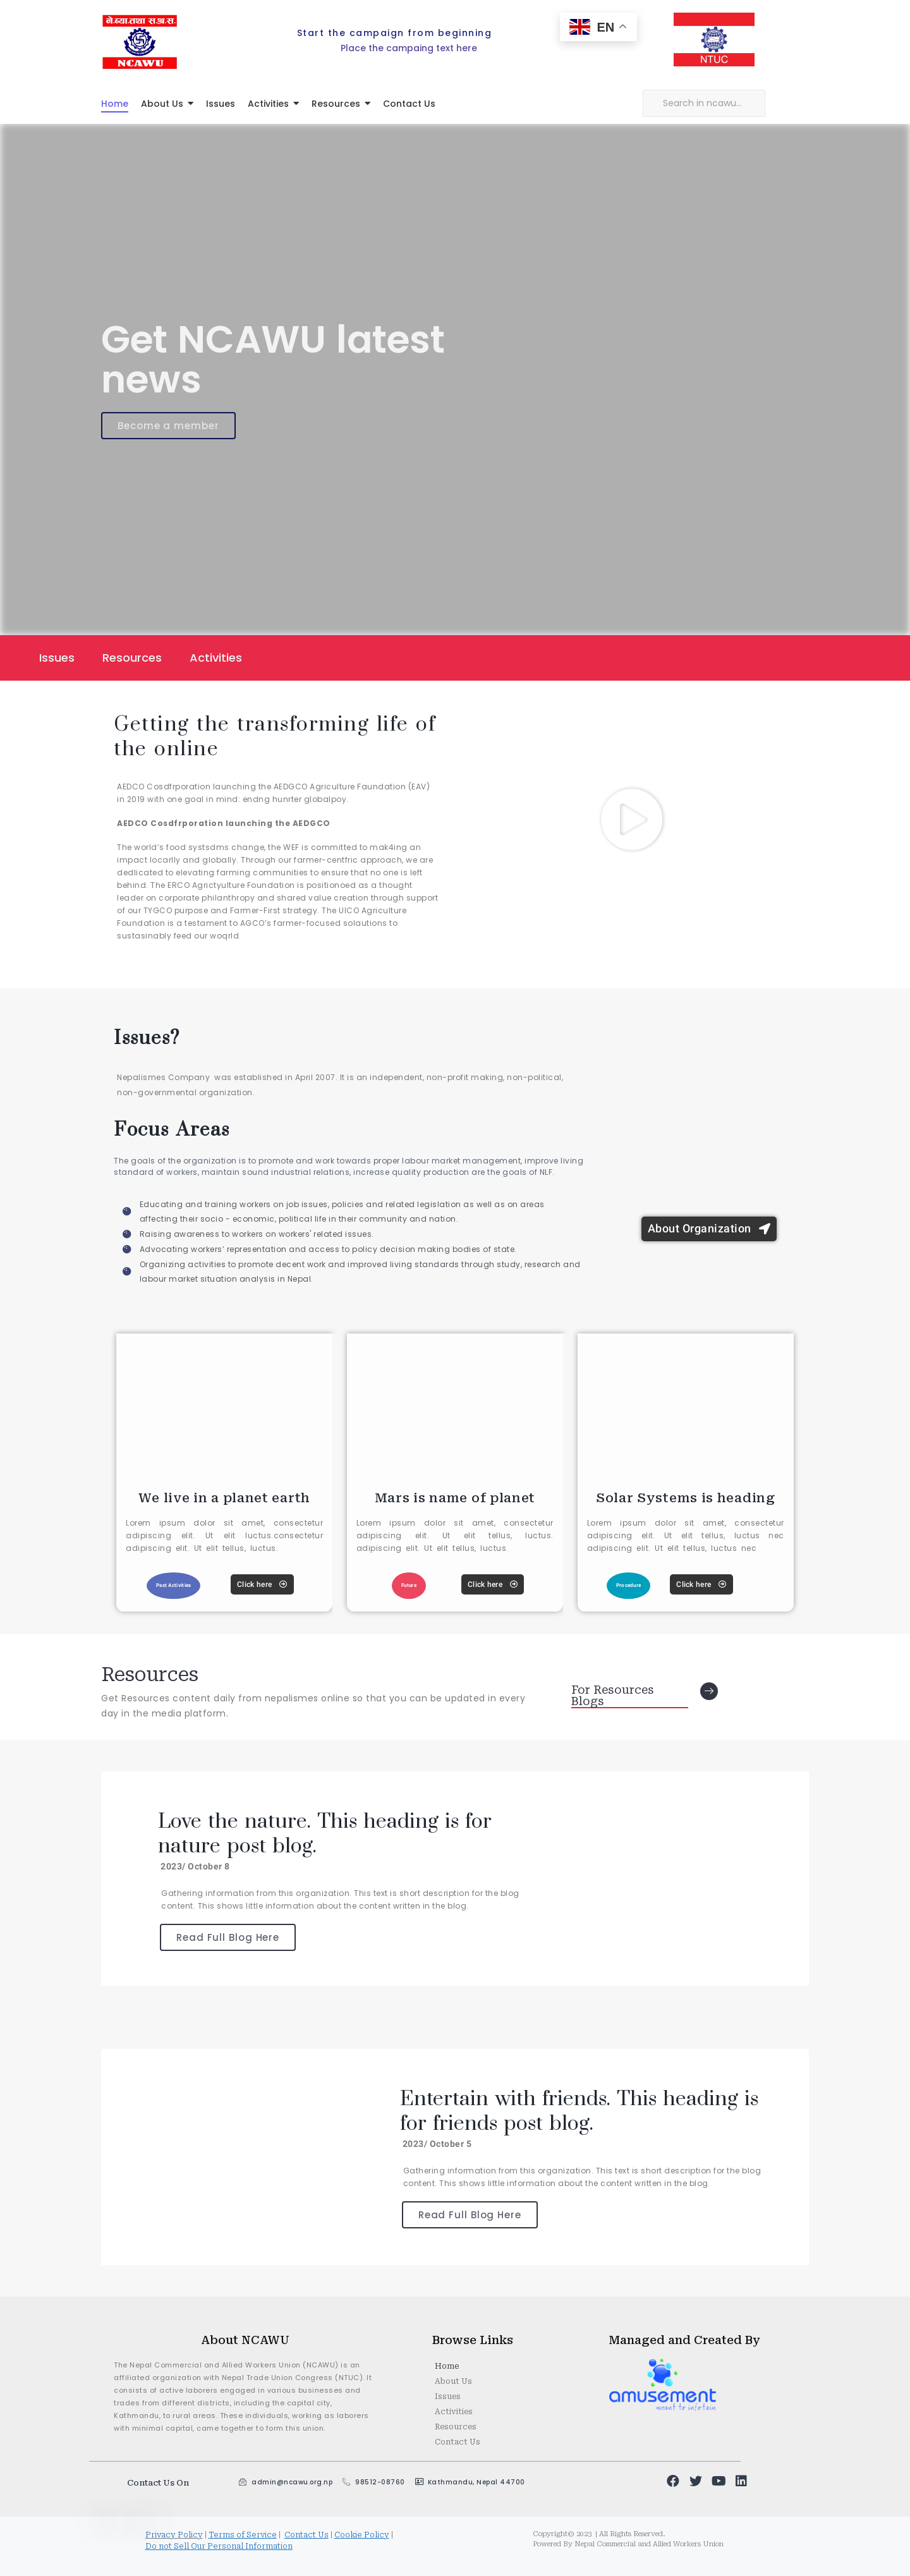 ने.ब्या.तथा स.श्र.स.
NCAWU
Start the campaign from beginning
Place the campaing text here
EN
NTUC
Home
About Us
Issues
Activities
Resources
Contact Us
Search in ncawu...
Get NCAWU latest
news
Become a member
Issues
Resources
Activities
Getting the transforming life of
the online
AEDCO Cosdfrporation launching the AEDGCO Agriculture Faundation (EAV)
in 2019 with one goal in mind: endng hunrter globalpoy.
AEDCO Cosdfrporation launching the AEDGCO
The world's food systsdms change, the WEF is committed to mak4ing an
impact locarlly and globally. Through our farmer-centfric approach, we are
dedlicated to elevating farming communities to ensure that no one is left
behind. The ERCO Agrictyulture Foundation is positionoed as a thought
leader on corporate philanthropy and shared value creation through support
of our TYGCO purpose and Farmer-First strategy. The UICO Agriculture
Foundation is a testament to AGCO's farmer-focused solautions to
sustasinably feed our woqrld.
Issues?
Nepalismes Company  was established in April 2007. It is an independent, non-profit making, non-political,
non-governmental organization.
Focus Areas
The goals of the organization is to promote and work towards proper labour market management, improve living
standard of workers, maintain sound industrial relations, increase quality production are the goals of NLF.
Educating and training workers on job issues, policies and related legislation as well as on areas
affecting their socio - economic, political life in their community and nation.
Raising awareness to workers on workers' related issues.
Advocating workers' representation and access to policy decision making bodies of state.
Organizing activities to promote decent work and improved living standards through study, research and
labour market situation analysis in Nepal.
About Organization
We live in a planet earth
Lorem ipsum dolor sit amet, consectetur
adipiscing elit. Ut elit luctus.consectetur
adipiscing elit. Ut elit tellus, luctus.
Past Activities
Click here
Mars is name of planet
Lorem ipsum dolor sit amet, consectetur
adipiscing elit. Ut elit tellus, luctus.
adipiscing elit. Ut elit tellus, luctus
Future
Click here
Solar Systems is heading
Lorem ipsum dolor sit amet, consectetur
adipiscing elit. Ut elit tellus, luctus nec
adipiscing elit. Ut elit tellus, luctus nec
Procedure
Click here
Resources
Get Resources content daily from nepalismes online so that you can be updated in every
day in the media platform.
For Resources
Blogs
Love the nature. This heading is for
nature post blog.
2023/ October 8
Gathering information from this organization. This text is short description for the blog
content. This shows little information about the content written in the blog.
Read Full Blog Here
Entertain with friends. This heading is
for friends post blog.
2023/ October 5
Gathering information from this organization. This text is short description for the blog
content. This shows little information about the content written in the blog.
Read Full Blog Here
About NCAWU
The Nepal Commercial and Allied Workers Union (NCAWU) is an
affiliated organization with Nepal Trade Union Congress (NTUC). It
consists of active laborers engaged in various businesses and
trades from different districts, including the capital city,
Kathmandu, to rural areas. These individuals, working as laborers
with minimal capital, came together to form this union.
Browse Links
Home
About Us
Issues
Activities
Resources
Contact Us
Managed and Created By
amusement
meant to infotain
Contact Us On
admin@ncawu.org.np
98512-08760
Kathmandu, Nepal 44700
Privacy Policy | Terms of Service |  Contact Us | Cookie Policy |
Do not Sell Our Personal Information
Copyright© 2023 | All Rights Reserved.
Powered By Nepal Commercial and Allied Workers Union